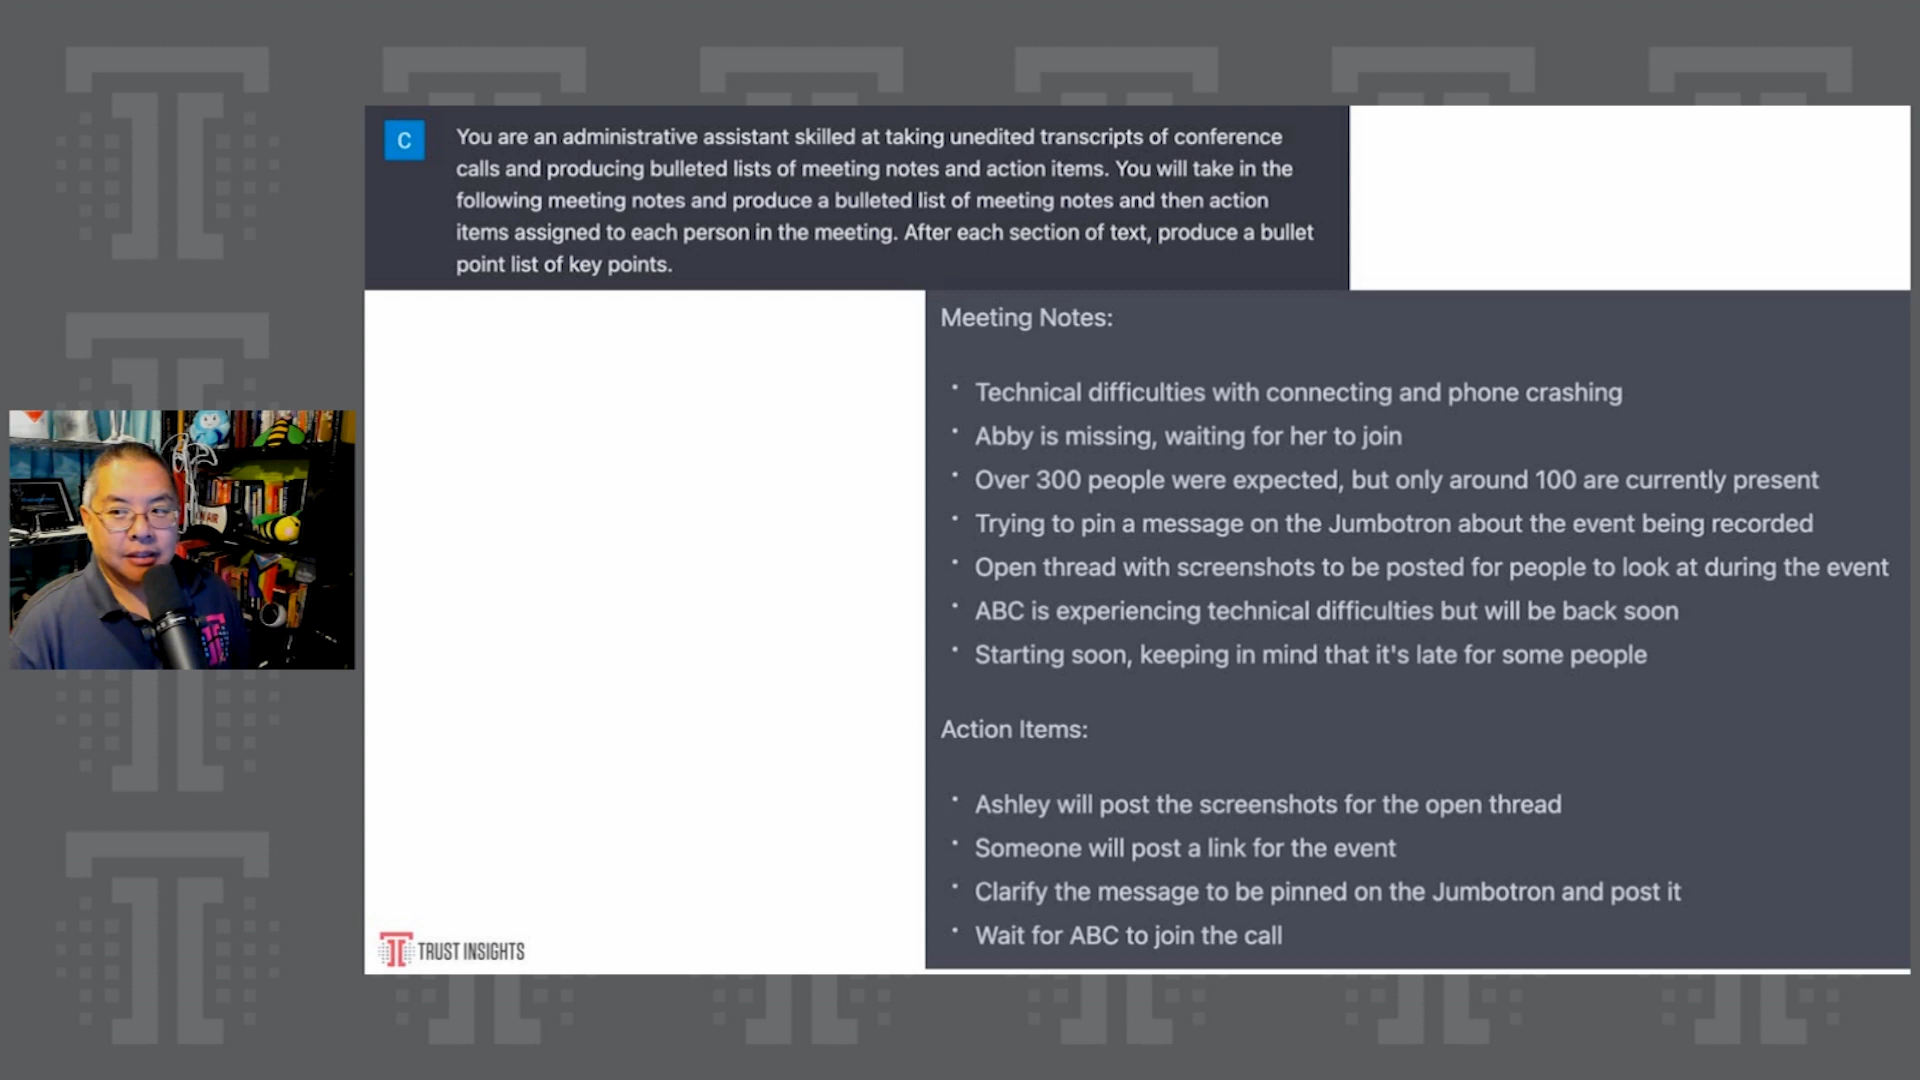 C
You are an administrative assistant skilled at taking unedited transcripts of conference
calls and producing bulleted lists of meeting notes and action items. You will take in the
following meeting notes and produce a bulleted list of meeting notes and then action
items assigned to each person in the meeting. After each section of text, produce a bullet
point list of key points.
Meeting Notes:
• Technical difficulties with connecting and phone crashing
• Abby is missing, waiting for her to join
• Over 300 people were expected, but only around 100 are currently present
• Trying to pin a message on the Jumbotron about the event being recorded
• Open thread with screenshots to be posted for people to look at during the event
• ABC is experiencing technical difficulties but will be back soon
• Starting soon, keeping in mind that it's late for some people
Action Items:
• Ashley will post the screenshots for the open thread
• Someone will post a link for the event
• Clarify the message to be pinned on the Jumbotron and post it
• Wait for ABC to join the call
TRUST INSIGHTS
AIR